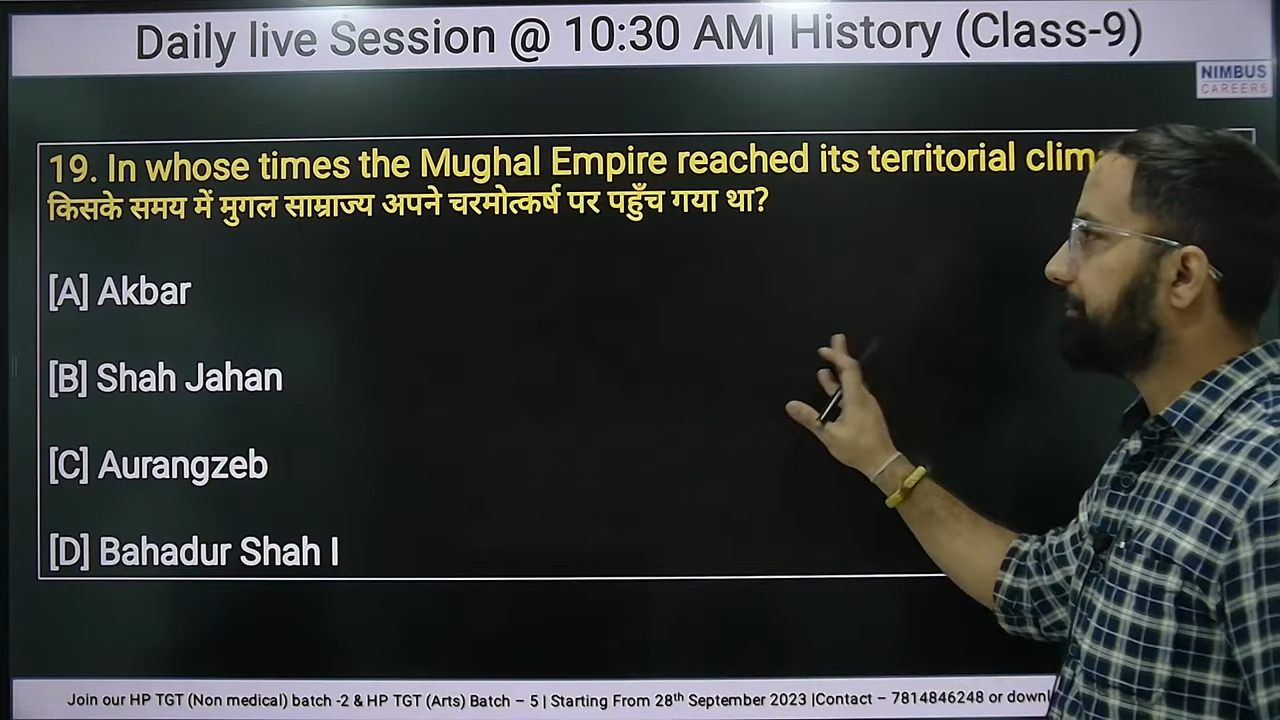 Daily live Session @ 10:30 AM| History (Class-9)
NIMBUS
CAREERS
19. In whose times the Mughal Empire reached its territorial
किसके समय में मुगल साम्राज्य अपने चरमोत्कर्ष पर पहुँच गया था?
[A] Akbar
[B] Shah Jahan
[C] Aurangzeb
[D] Bahadur Shah I
Join our HP TGT (Non medical) batch -2 & HP TGT (Arts) Batch – 5 | Starting From 28th September 2023 |Contact – 7814846248 or